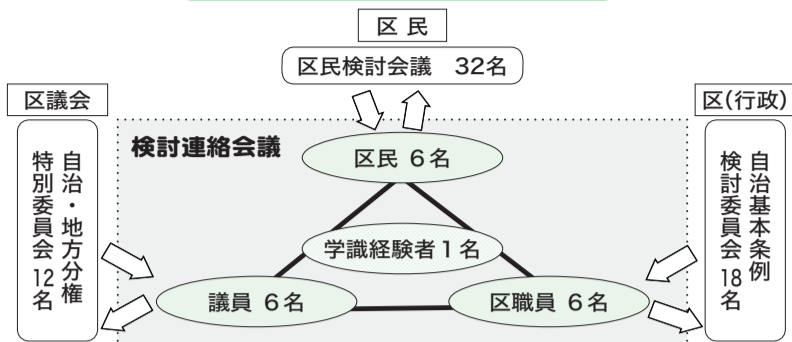 区 民
区民検討会議　32名
区議会
自治・地方分権
特別委員会 12名
検討連絡会議
区民 6名
学識経験者1名
議員 6名
区職員 6名
区(行政)
自治基本条例
検討委員会 18名